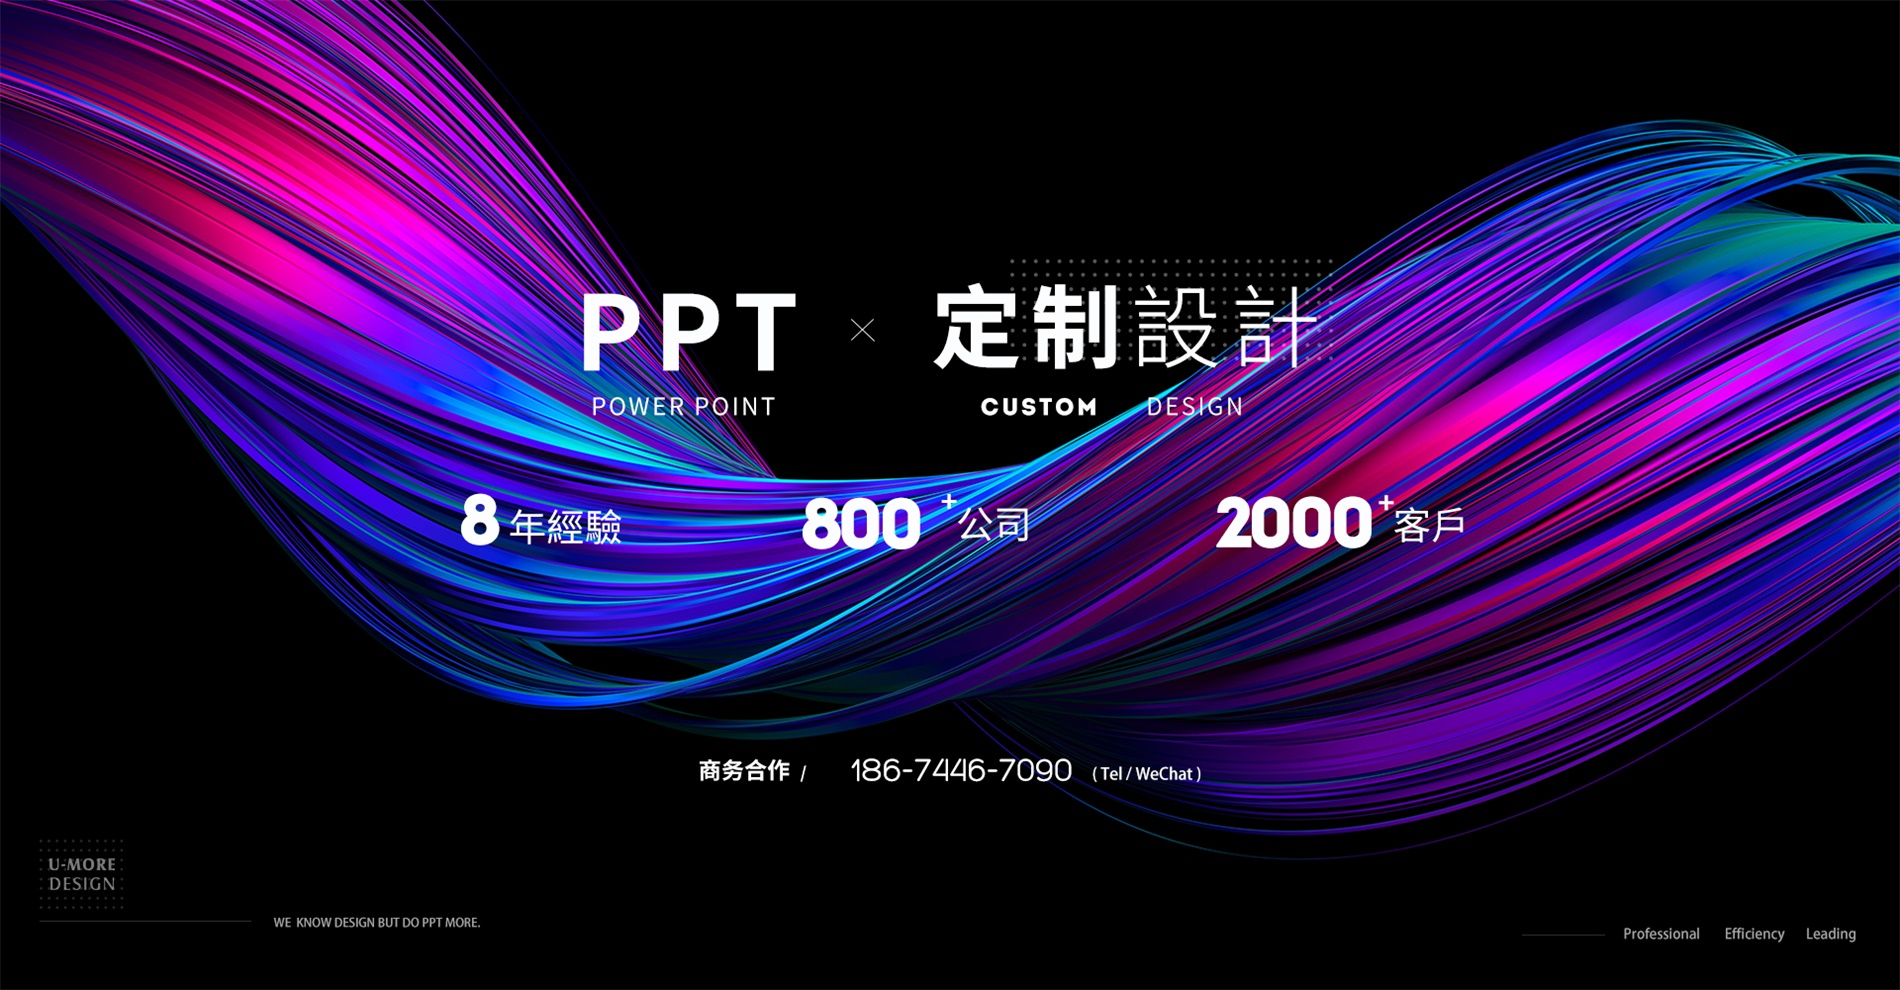 PPT × 定制設計
POWER POINT CUSTOM DESIGN
8年經驗 800+公司 2000+客戶
商务合作 / 186-7446-7090 ( Tel / WeChat )
U-MORE
DESIGN
WE KNOW DESIGN BUT DO PPT MORE.
Professional Efficiency Leading